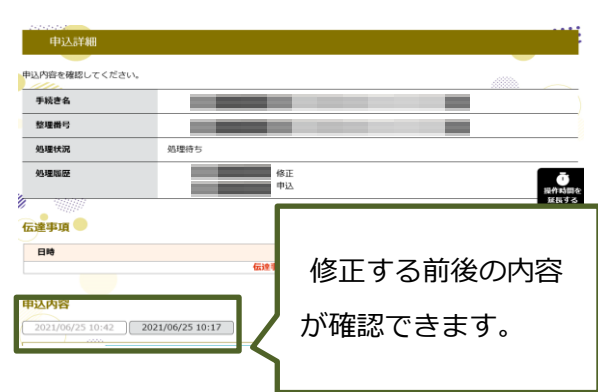 申込詳細
申込内容を確認してください。
手続き名
整理番号
処理状況 処理待ち
処理履歴 修正
申込
操作時間を
延長する
伝達事項
日時
伝達事
修正する前後の内容
が確認できます。
申込内容
2021/06/25 10:42 2021/06/25 10:17